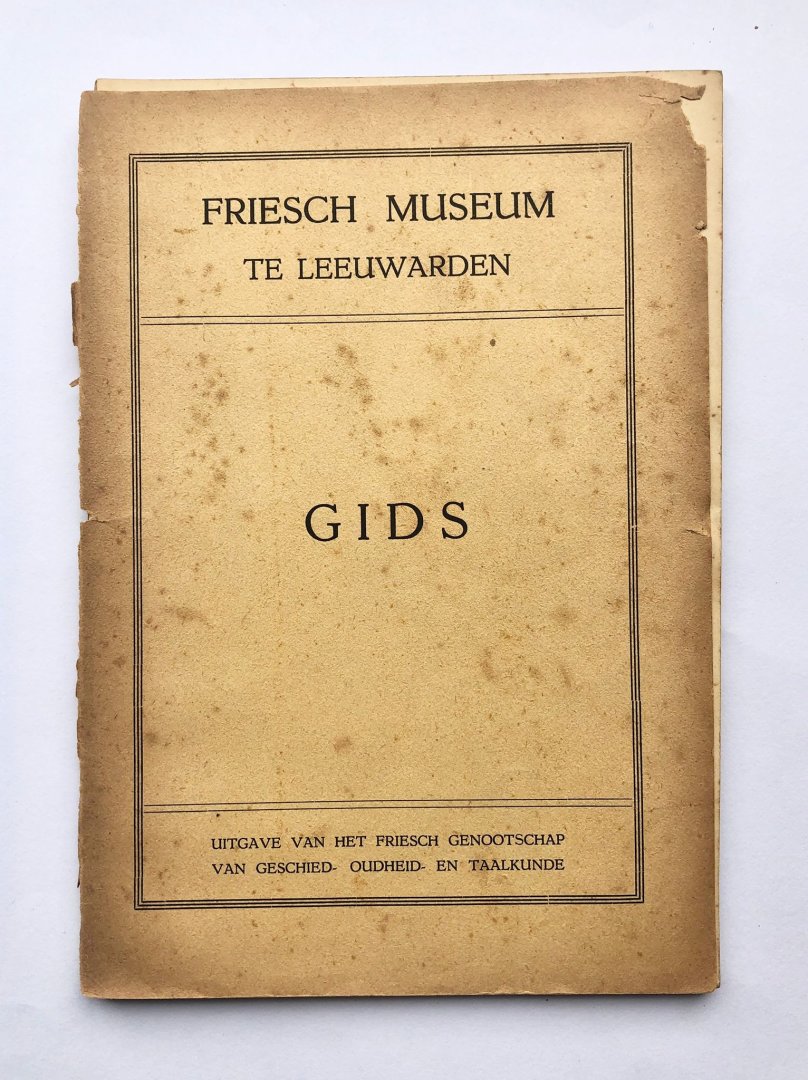 FRIESCH MUSEUM
TE LEEUWARDEN
GIDS
UITGAVE VAN HET FRIESCH GENOOTSCHAP
VAN GESCHIED- OUDHEID- EN TAALKUNDE